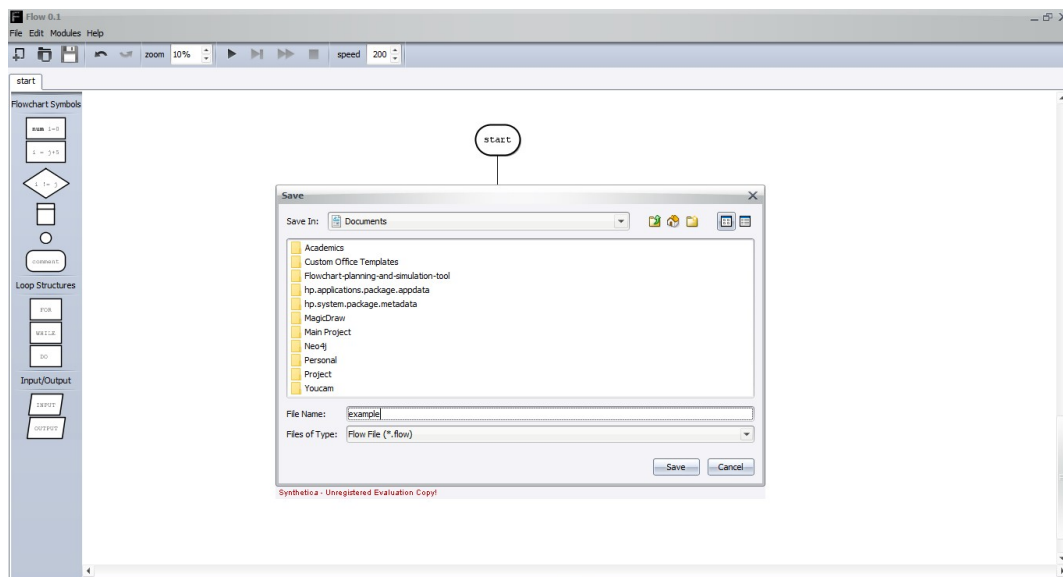 Flow 0.1
File Edit Modules Help
zoom 10% speed 200
start
Flowchart Symbols
num i=0
i = j+5
i != j
comment
Loop Structures
FOR
WHILE
DO
Input/Output
INPUT
OUTPUT
start
Save
Save In: Documents
Academics
Custom Office Templates
Flowchart-planning-and-simulation-tool
hp.applications.package.appdata
hp.system.package.metadata
MagicDraw
Main Project
Neo4j
Personal
Project
Youcam
File Name: example
Files of Type: Flow File (*.flow)
Save Cancel
Synthetica - Unregistered Evaluation Copy!